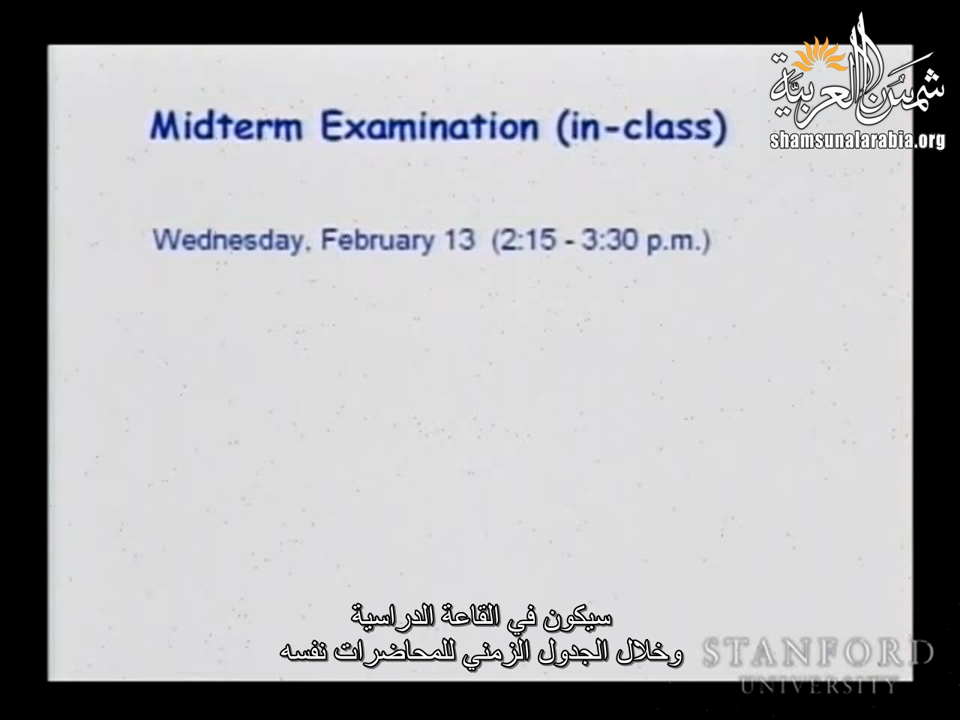 شمسن العربية
shamsunalarabia.org
Midterm Examination (in-class)
Wednesday, February 13 (2:15 - 3:30 p.m.)
سيكون في القاعة الدراسية
وخلال الجدول الزمني للمحاضرات نفسه
STANFORD
UNIVERSITY